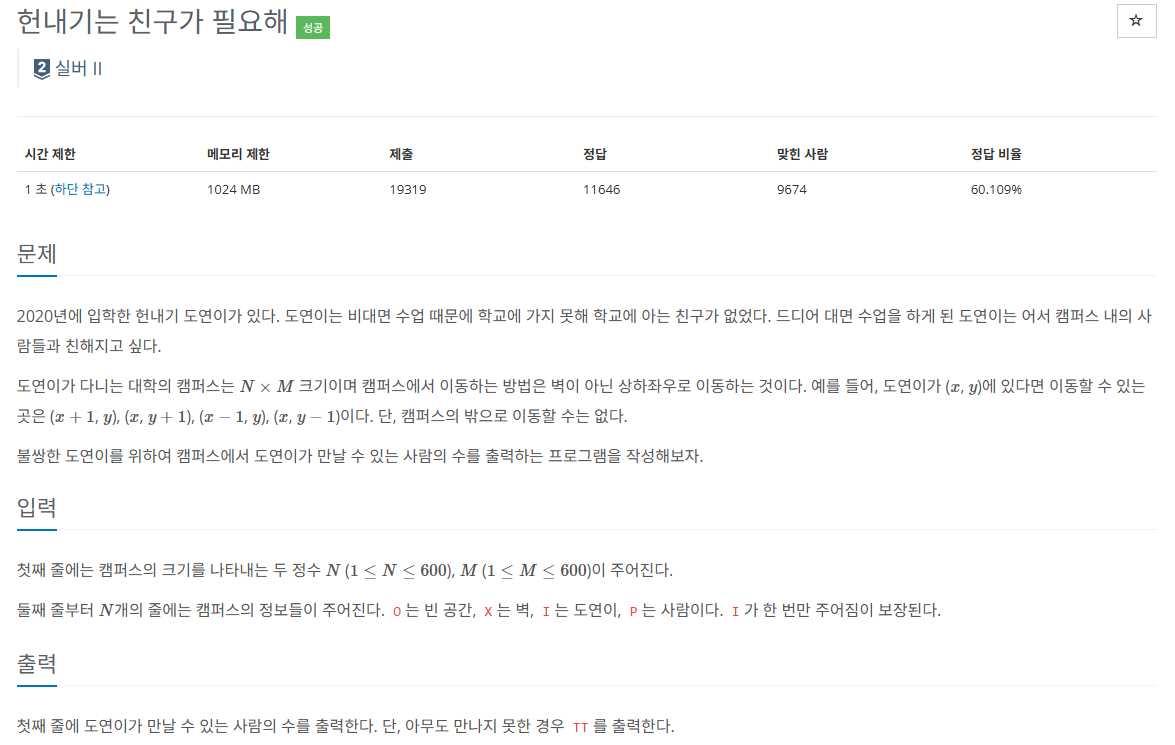 헌내기는 친구가 필요해 성공
☆
2 실버 II
시간 제한 메모리 제한 제출 정답 맞힌 사람 정답 비율
1 초 (하단 참고) 1024 MB 19319 11646 9674 60.109%
문제
2020년에 입학한 헌내기 도연이가 있다. 도연이는 비대면 수업 때문에 학교에 가지 못해 학교에 아는 친구가 없었다. 드디어 대면 수업을 하게 된 도연이는 어서 캠퍼스 내의 사
람들과 친해지고 싶다.
도연이가 다니는 대학의 캠퍼스는 N × M 크기이며 캠퍼스에서 이동하는 방법은 벽이 아닌 상하좌우로 이동하는 것이다. 예를 들어, 도연이가 (x, y)에 있다면 이동할 수 있는
곳은 (x + 1, y), (x, y + 1), (x − 1, y), (x, y − 1)이다. 단, 캠퍼스의 밖으로 이동할 수는 없다.
불쌍한 도연이를 위하여 캠퍼스에서 도연이가 만날 수 있는 사람의 수를 출력하는 프로그램을 작성해보자.
입력
첫째 줄에는 캠퍼스의 크기를 나타내는 두 정수 N (1 ≤ N ≤ 600), M (1 ≤ M ≤ 600)이 주어진다.
둘째 줄부터 N개의 줄에는 캠퍼스의 정보들이 주어진다. O 는 빈 공간, X 는 벽, I 는 도연이, P 는 사람이다. I 가 한 번만 주어짐이 보장된다.
출력
첫째 줄에 도연이가 만날 수 있는 사람의 수를 출력한다. 단, 아무도 만나지 못한 경우 TT 를 출력한다.